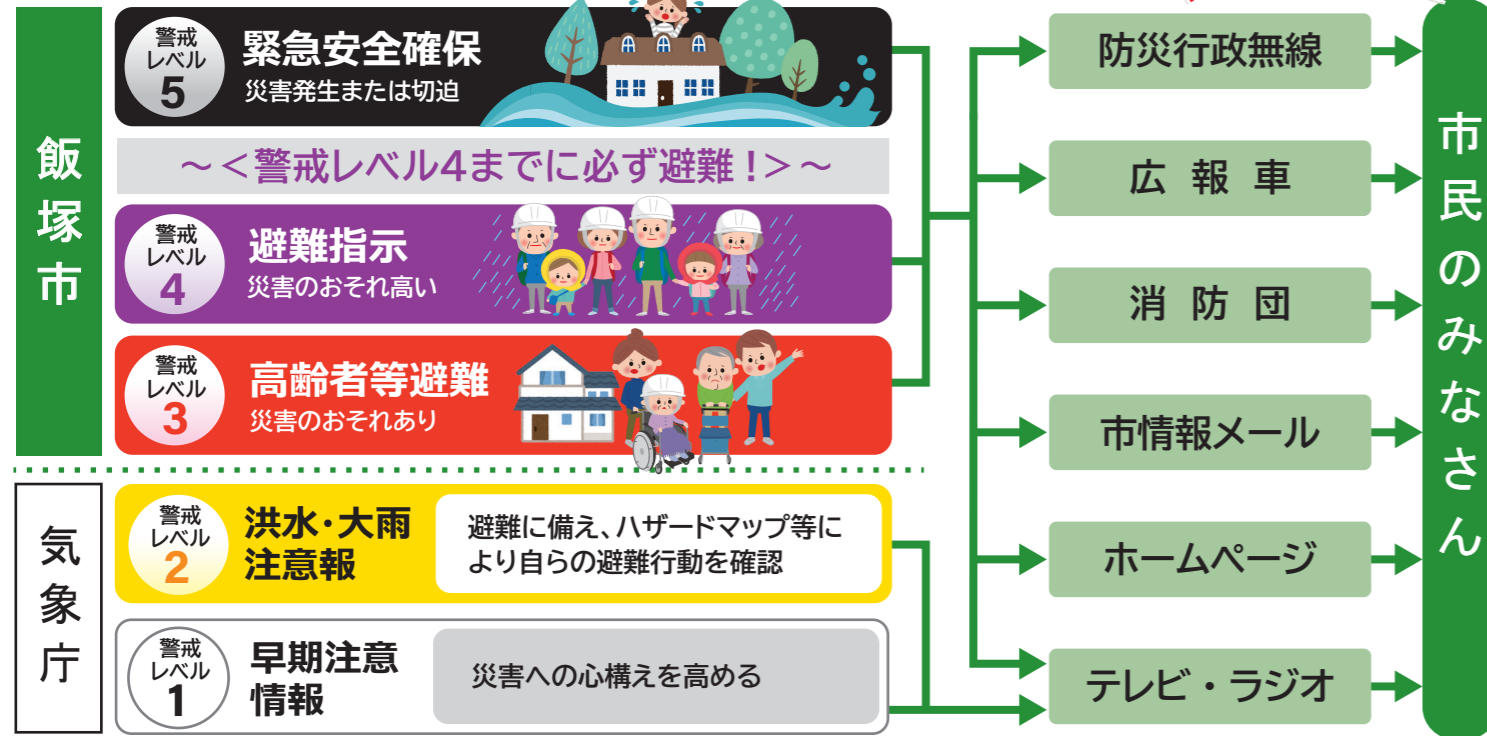 飯塚市
警戒
レベル
5
緊急安全確保
災害発生または切迫
～＜警戒レベル4までに必ず避難！＞～
警戒
レベル
4
避難指示
災害のおそれ高い
警戒
レベル
3
高齢者等避難
災害のおそれあり
気象庁
警戒
レベル
2
洪水・大雨
注意報
避難に備え、ハザードマップ等に
より自らの避難行動を確認
警戒
レベル
1
早期注意
情報
災害への心構えを高める
防災行政無線
広報車
消防団
市情報メール
ホームページ
テレビ・ラジオ
市民のみなさん